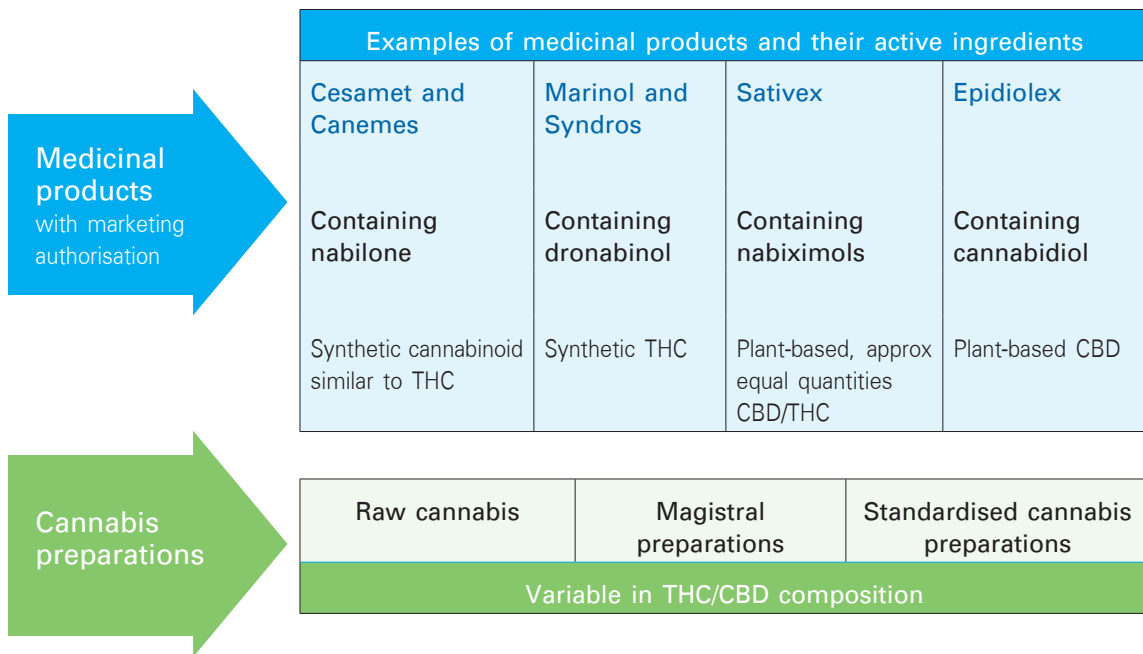 Examples of medicinal products and their active ingredients
Medicinal
products
with marketing
authorisation
Cesamet and
Canemes
Marinol and
Syndros
Sativex
Epidiolex
Containing
nabilone
Containing
dronabinol
Containing
nabiximols
Containing
cannabidiol
Synthetic cannabinoid
similar to THC
Synthetic THC
Plant-based, approx
equal quantities
CBD/THC
Plant-based CBD
Cannabis
preparations
Raw cannabis
Magistral
preparations
Standardised cannabis
preparations
Variable in THC/CBD composition